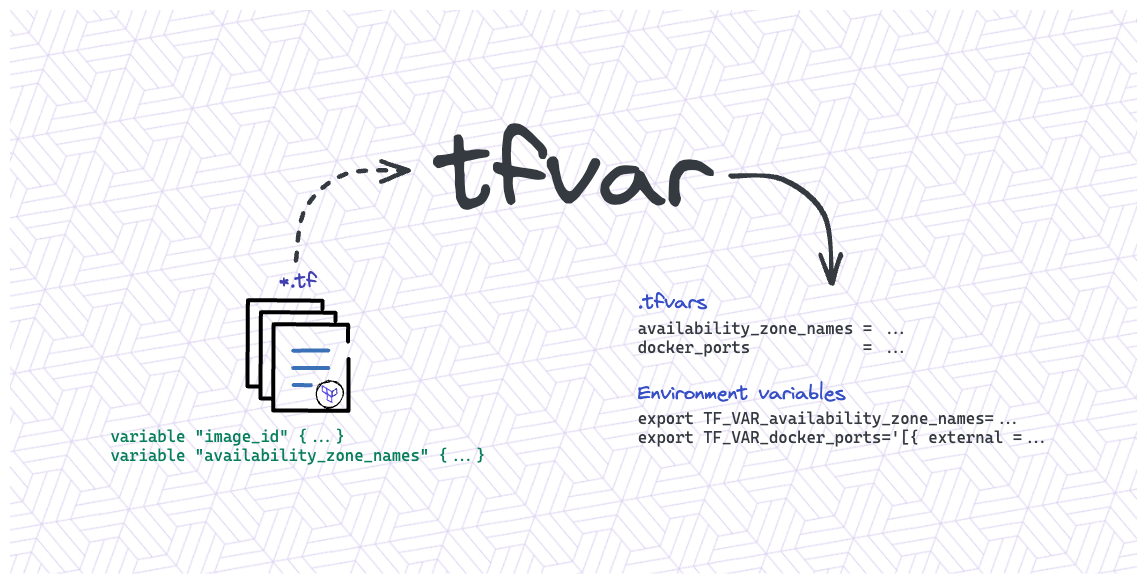 tfvar
*.tf
variable "image_id" {...}
variable "availability_zone_names" {...}
.tfvars
availability_zone_names = ...
docker_ports            = ...
Environment variables
export TF_VAR_availability_zone_names=...
export TF_VAR_docker_ports='[{ external =...